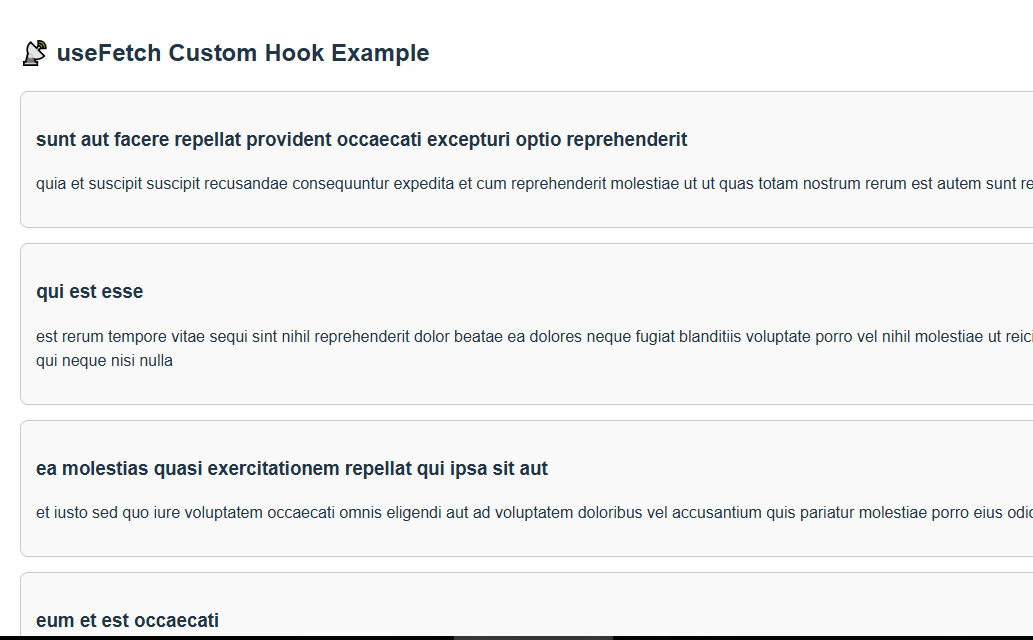 useFetch Custom Hook Example
sunt aut facere repellat provident occaecati excepturi optio reprehenderit
quia et suscipit suscipit recusandae consequuntur expedita et cum reprehenderit molestiae ut ut quas totam nostrum rerum est autem sunt re
qui est esse
est rerum tempore vitae sequi sint nihil reprehenderit dolor beatae ea dolores neque fugiat blanditiis voluptate porro vel nihil molestiae ut reici
qui neque nisi nulla
ea molestias quasi exercitationem repellat qui ipsa sit aut
et iusto sed quo iure voluptatem occaecati omnis eligendi aut ad voluptatem doloribus vel accusantium quis pariatur molestiae porro eius odio
eum et est occaecati